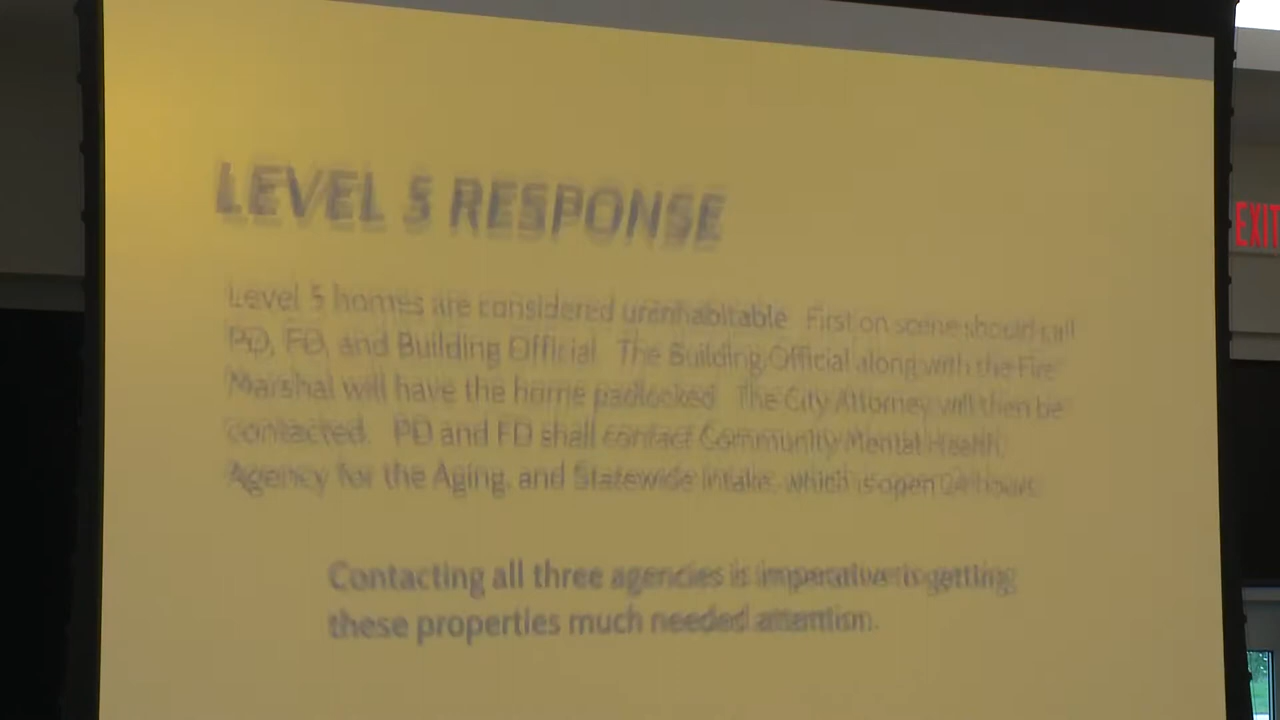 LEVEL 5 RESPONSE
Level 5 homes are considered uninhabitable First on scene should call
PD, FD, and Building Official The Building Official along with the Fire
Marshal will have the home padlocked The City Attorney will then be
contacted. PD and FD shall contact Community Mental Health,
Agency for the Aging, and Statewide Intake, which is open 24 hours.
Contacting all three agencies is imperative to getting
these properties much needed attention.
EXIT